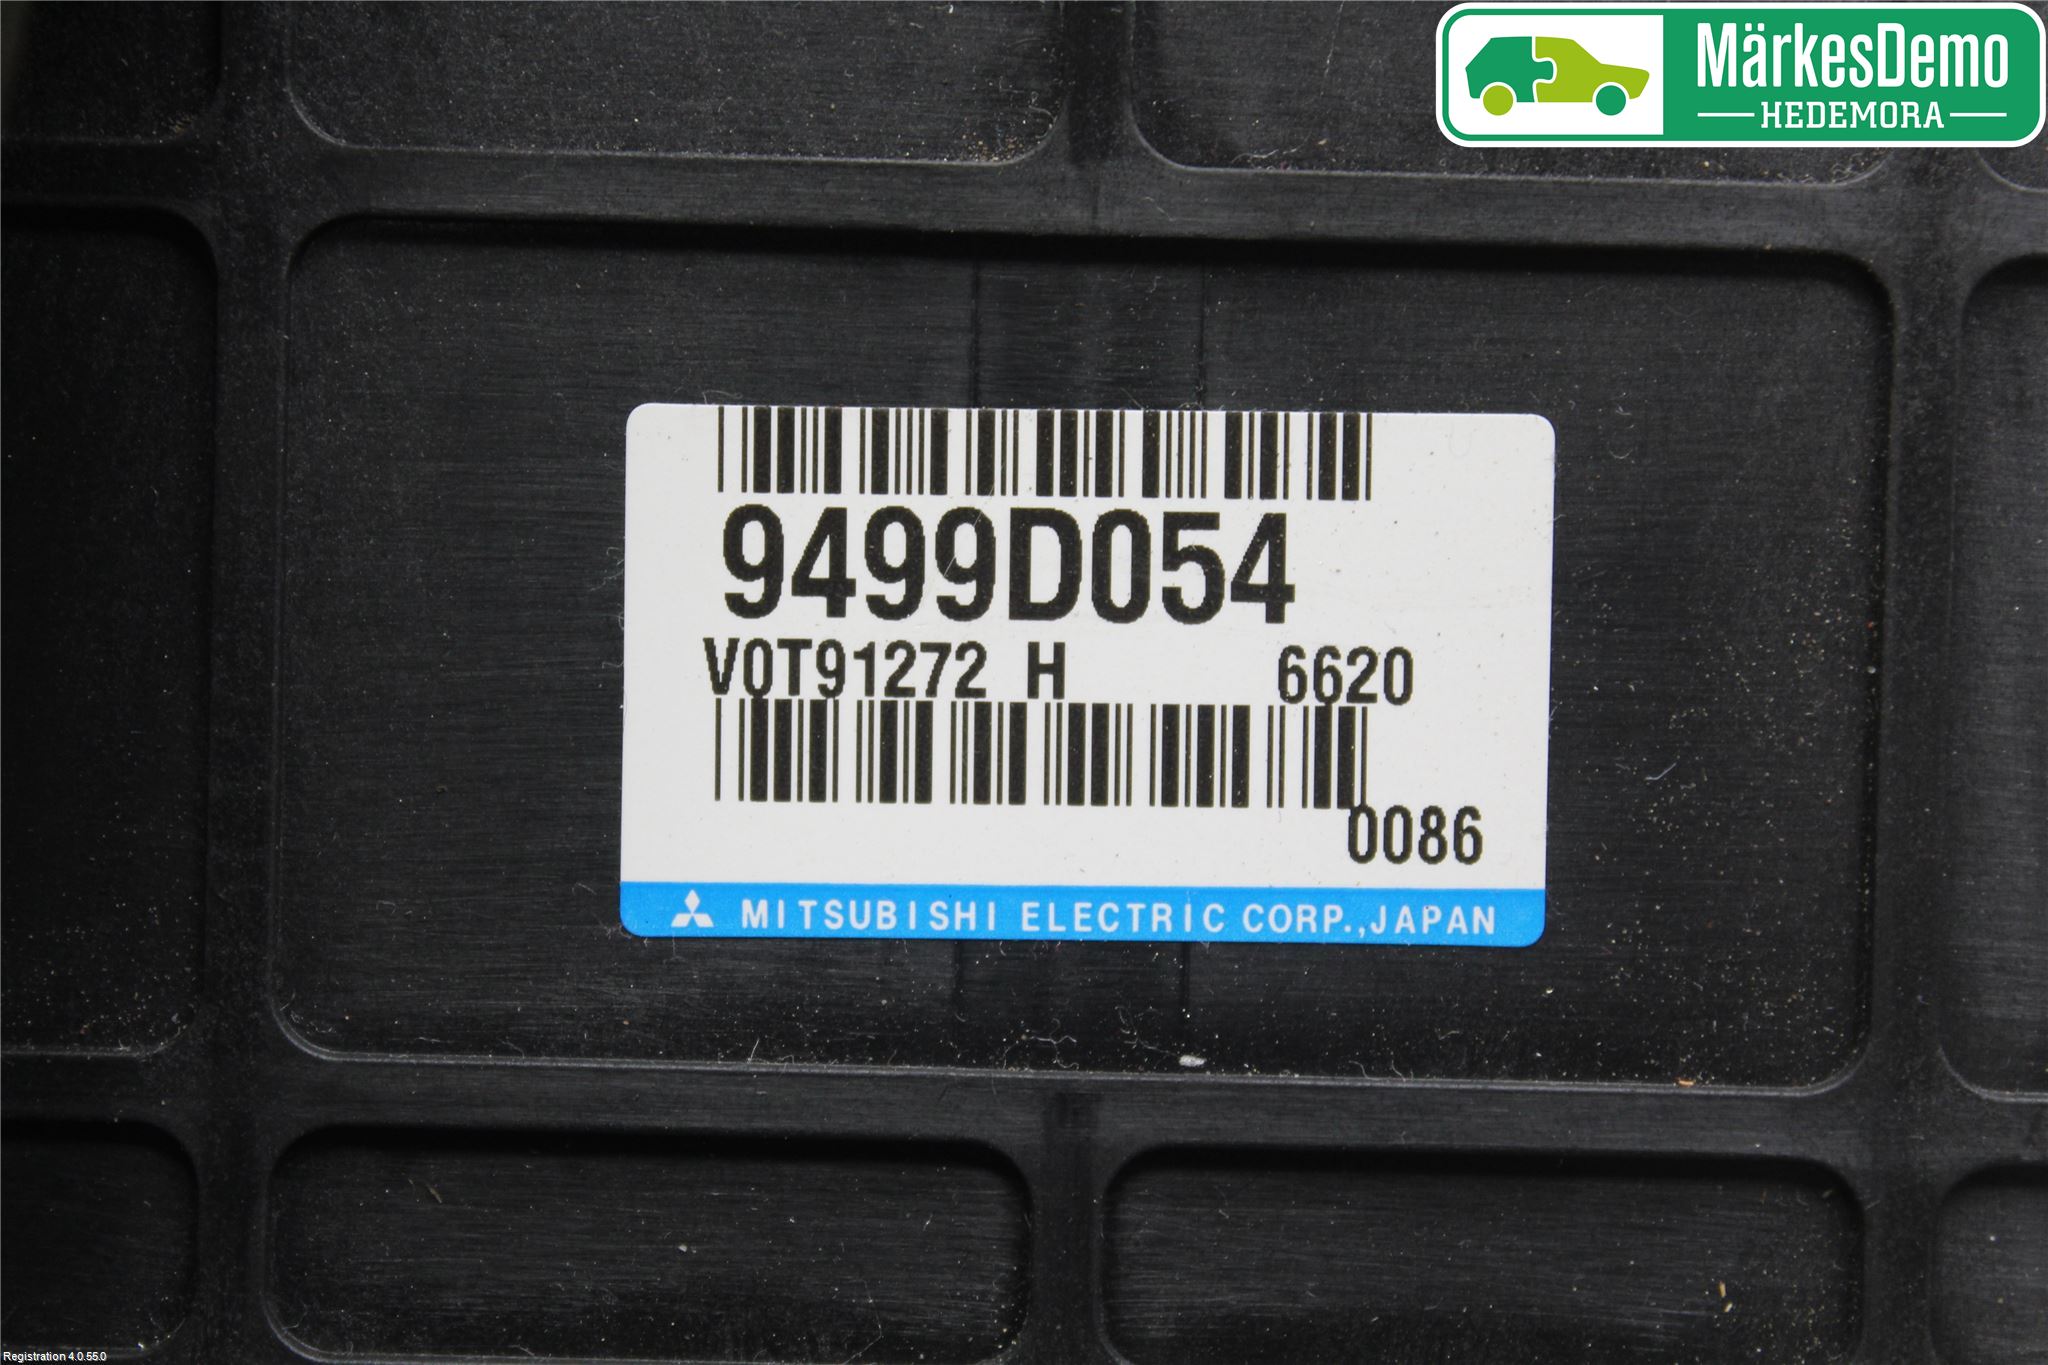 MärkesDemo
HEDEMORA
9499D054
V0T91272 H 6620
0086
MITSUBISHI ELECTRIC CORP.,JAPAN
Registration 4.0.55.0